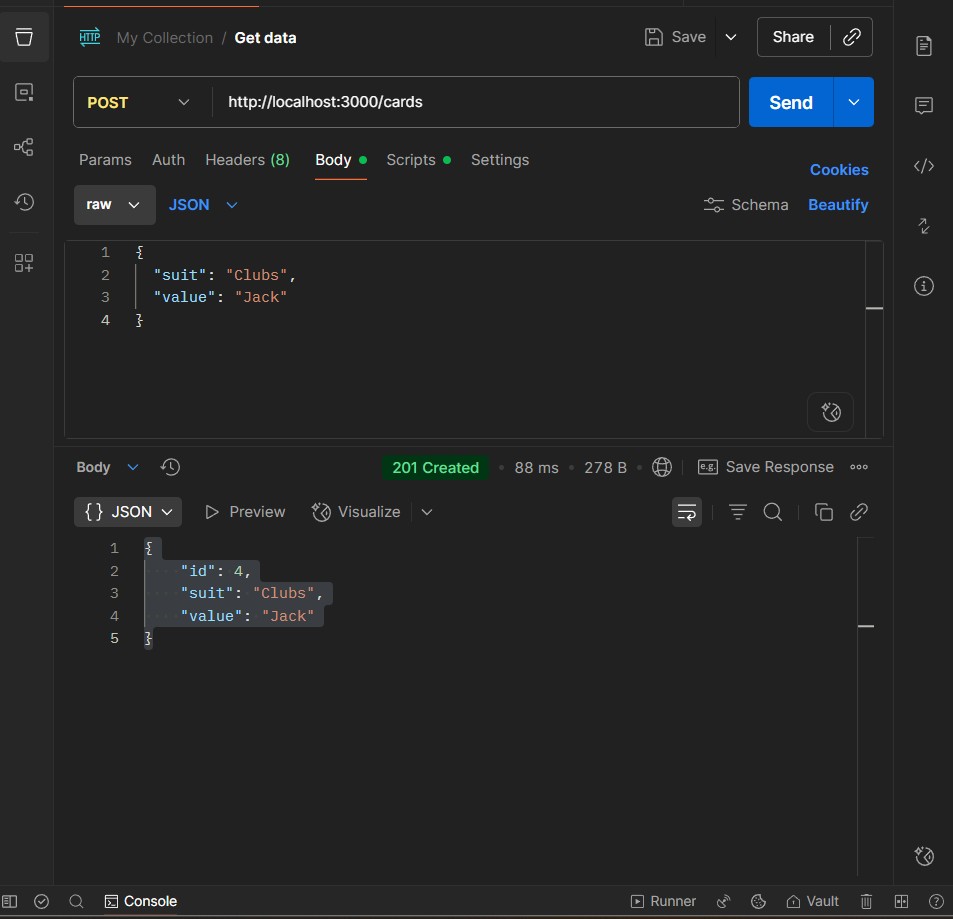 HTTP My Collection / Get data Save Share
POST http://localhost:3000/cards Send
Params Auth Headers (8) Body Scripts Settings Cookies
raw JSON Schema Beautify
1 {
2 "suit": "Clubs",
3 "value": "Jack"
4 }
Body 201 Created • 88 ms • 278 B • e.g. Save Response
{} JSON Preview Visualize
1 {
2 "id": 4,
3 "suit": "Clubs",
4 "value": "Jack"
5 }
Console Runner Vault